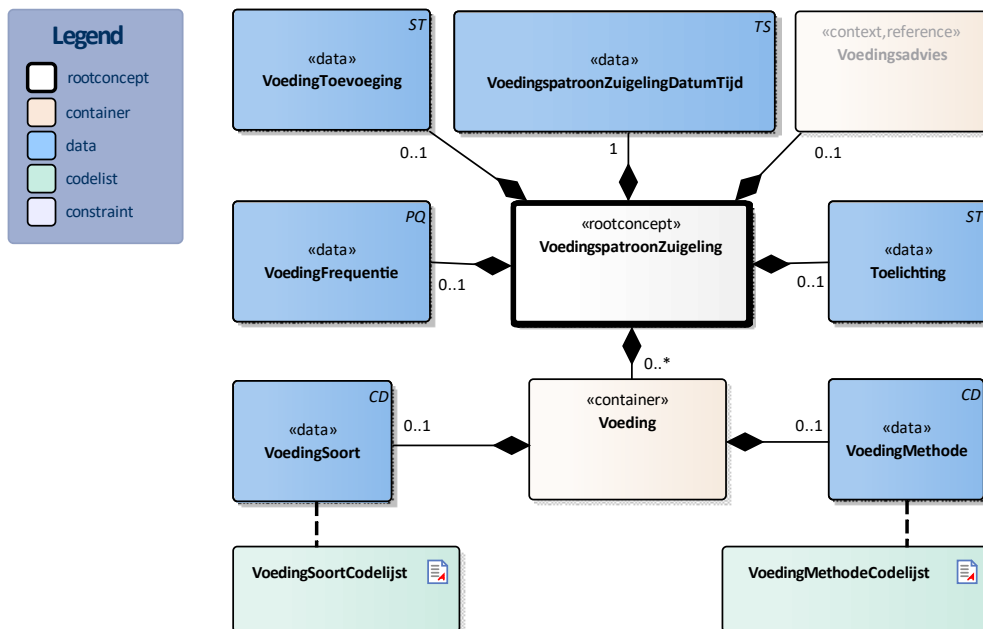 Legend
rootconcept
container
data
codelist
constraint
ST
«data»
VoedingToevoeging
TS
«data»
VoedingspatroonZuigelingDatumTijd
«context,reference»
Voedingsadvies
0..1
1
0..1
PQ
«data»
VoedingFrequentie
0..1
«rootconcept»
VoedingspatroonZuigeling
ST
«data»
Toelichting
0..1
0..*
CD
«data»
VoedingSoort
0..1
«container»
Voeding
0..1
CD
«data»
VoedingMethode
VoedingSoortCodelijst
VoedingMethodeCodelijst